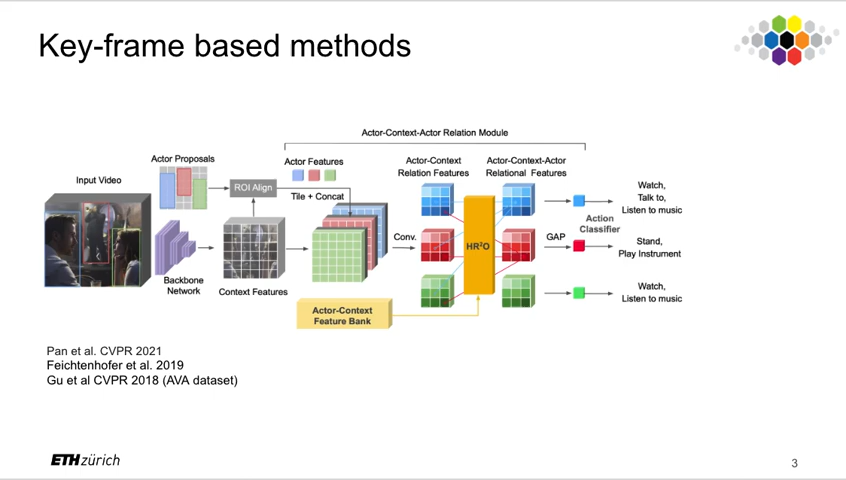 Key-frame based methods
Actor-Context-Actor Relation Module
Input Video
Actor Proposals
ROI Align
Actor Features
Tile + Concat
Backbone
Network
Context Features
Conv.
Actor-Context
Relation Features
Actor-Context-Actor
Relational Features
HR²O
GAP
Action
Classifier
Actor-Context
Feature Bank
Watch,
Talk to,
Listen to music
Stand,
Play Instrument
Watch,
Listen to music
Pan et al. CVPR 2021
Feichtenhofer et al. 2019
Gu et al CVPR 2018 (AVA dataset)
ETH zürich
3